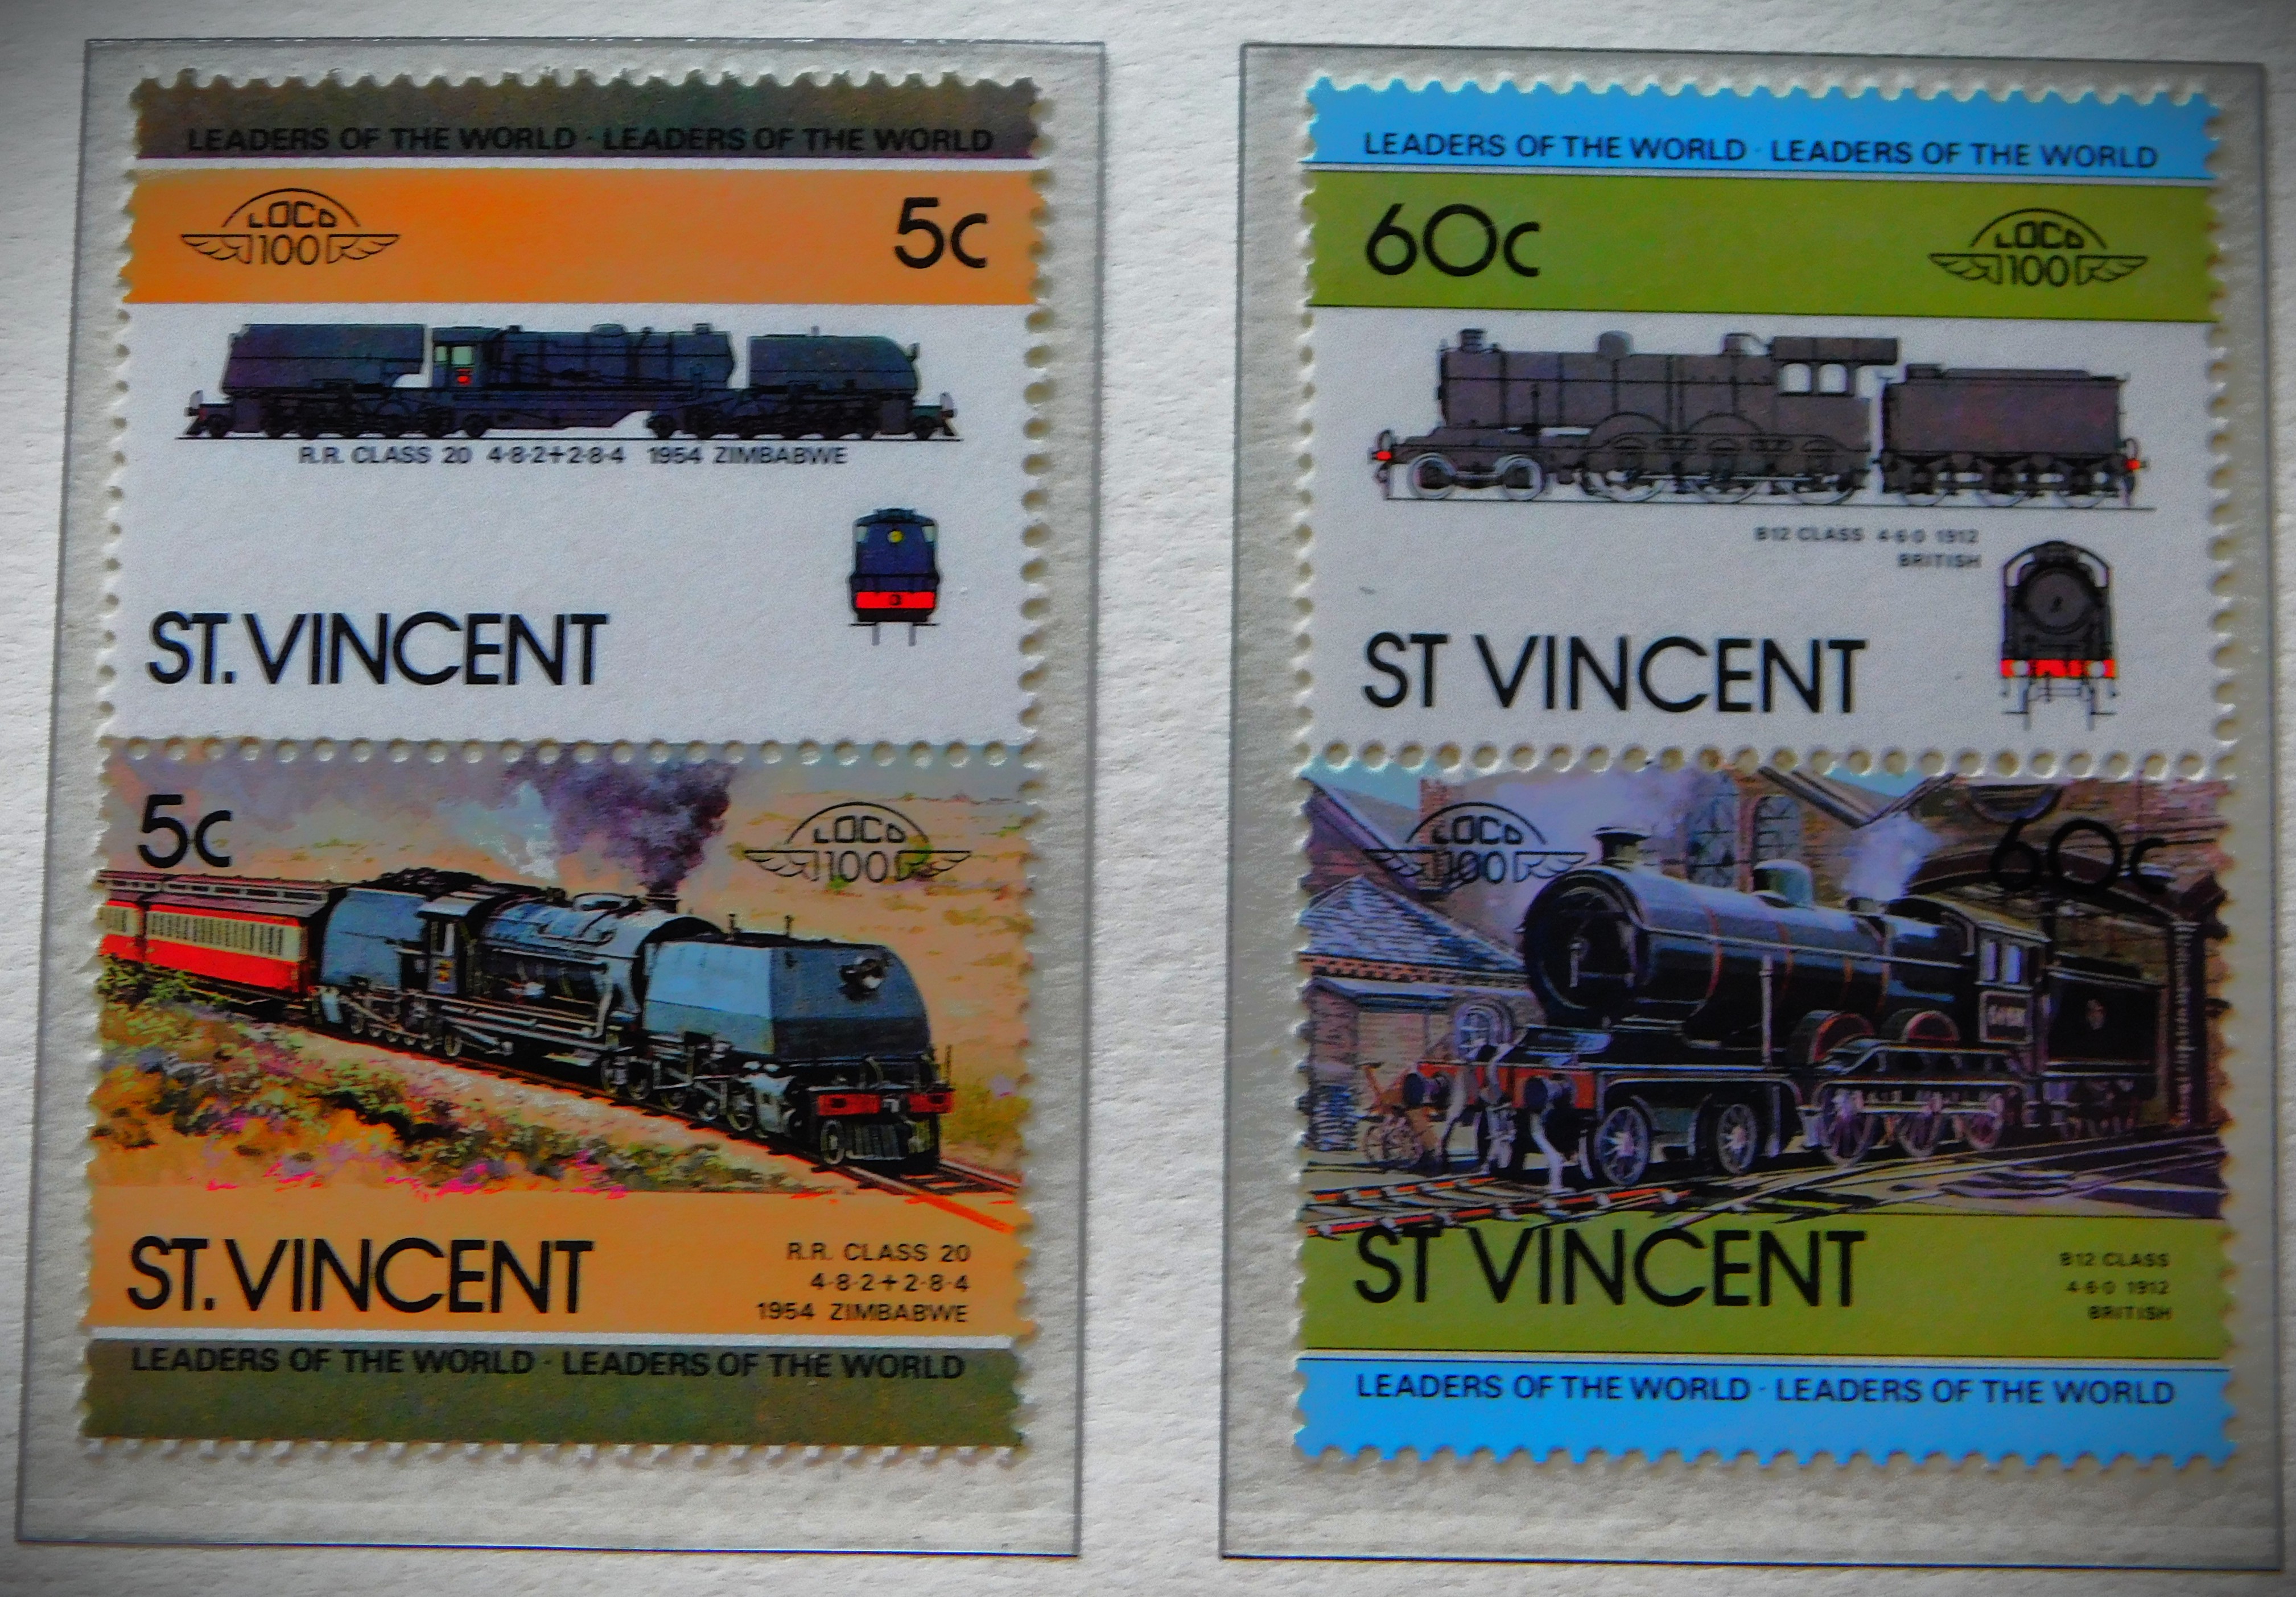 LEADERS OF THE WORLD · LEADERS OF THE WORLD
LOCO
100
5c
R.R. CLASS 20 4-8-2+2-8-4 1954 ZIMBABWE
ST. VINCENT
5c
LOCO
100
ST. VINCENT
R.R. CLASS 20
4-8-2+2-8-4
1954 ZIMBABWE
LEADERS OF THE WORLD · LEADERS OF THE WORLD
LEADERS OF THE WORLD · LEADERS OF THE WORLD
60c
LOCO
100
B12 CLASS 4-6-0 1912
BRITISH
ST VINCENT
LOCO
100
60c
ST VINCENT
B12 CLASS
4-6-0 1912
BRITISH
LEADERS OF THE WORLD · LEADERS OF THE WORLD